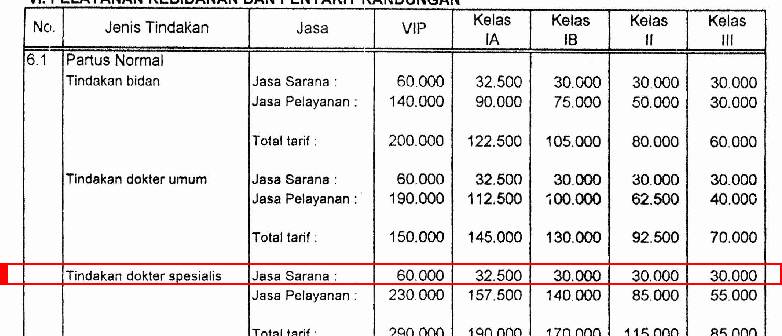 VI. PELAYANAN KEBIDANAN DAN PENYAKIT KANDUNGAN
No. Jenis Tindakan Jasa VIP Kelas IA Kelas IB Kelas II Kelas III
6.1 Partus Normal
Tindakan bidan Jasa Sarana : 60.000 32.500 30.000 30.000 30.000
Jasa Pelayanan : 140.000 90.000 75.000 50.000 30.000
Total tarif : 200.000 122.500 105.000 80.000 60.000
Tindakan dokter umum Jasa Sarana : 60.000 32.500 30.000 30.000 30.000
Jasa Pelayanan : 190.000 112.500 100.000 62.500 40.000
Total tarif : 150.000 145.000 130.000 92.500 70.000
Tindakan dokter spesialis Jasa Sarana : 60.000 32.500 30.000 30.000 30.000
Jasa Pelayanan : 230.000 157.500 140.000 85.000 55.000
Total tarif : 290.000 190.000 170.000 115.000 85.000